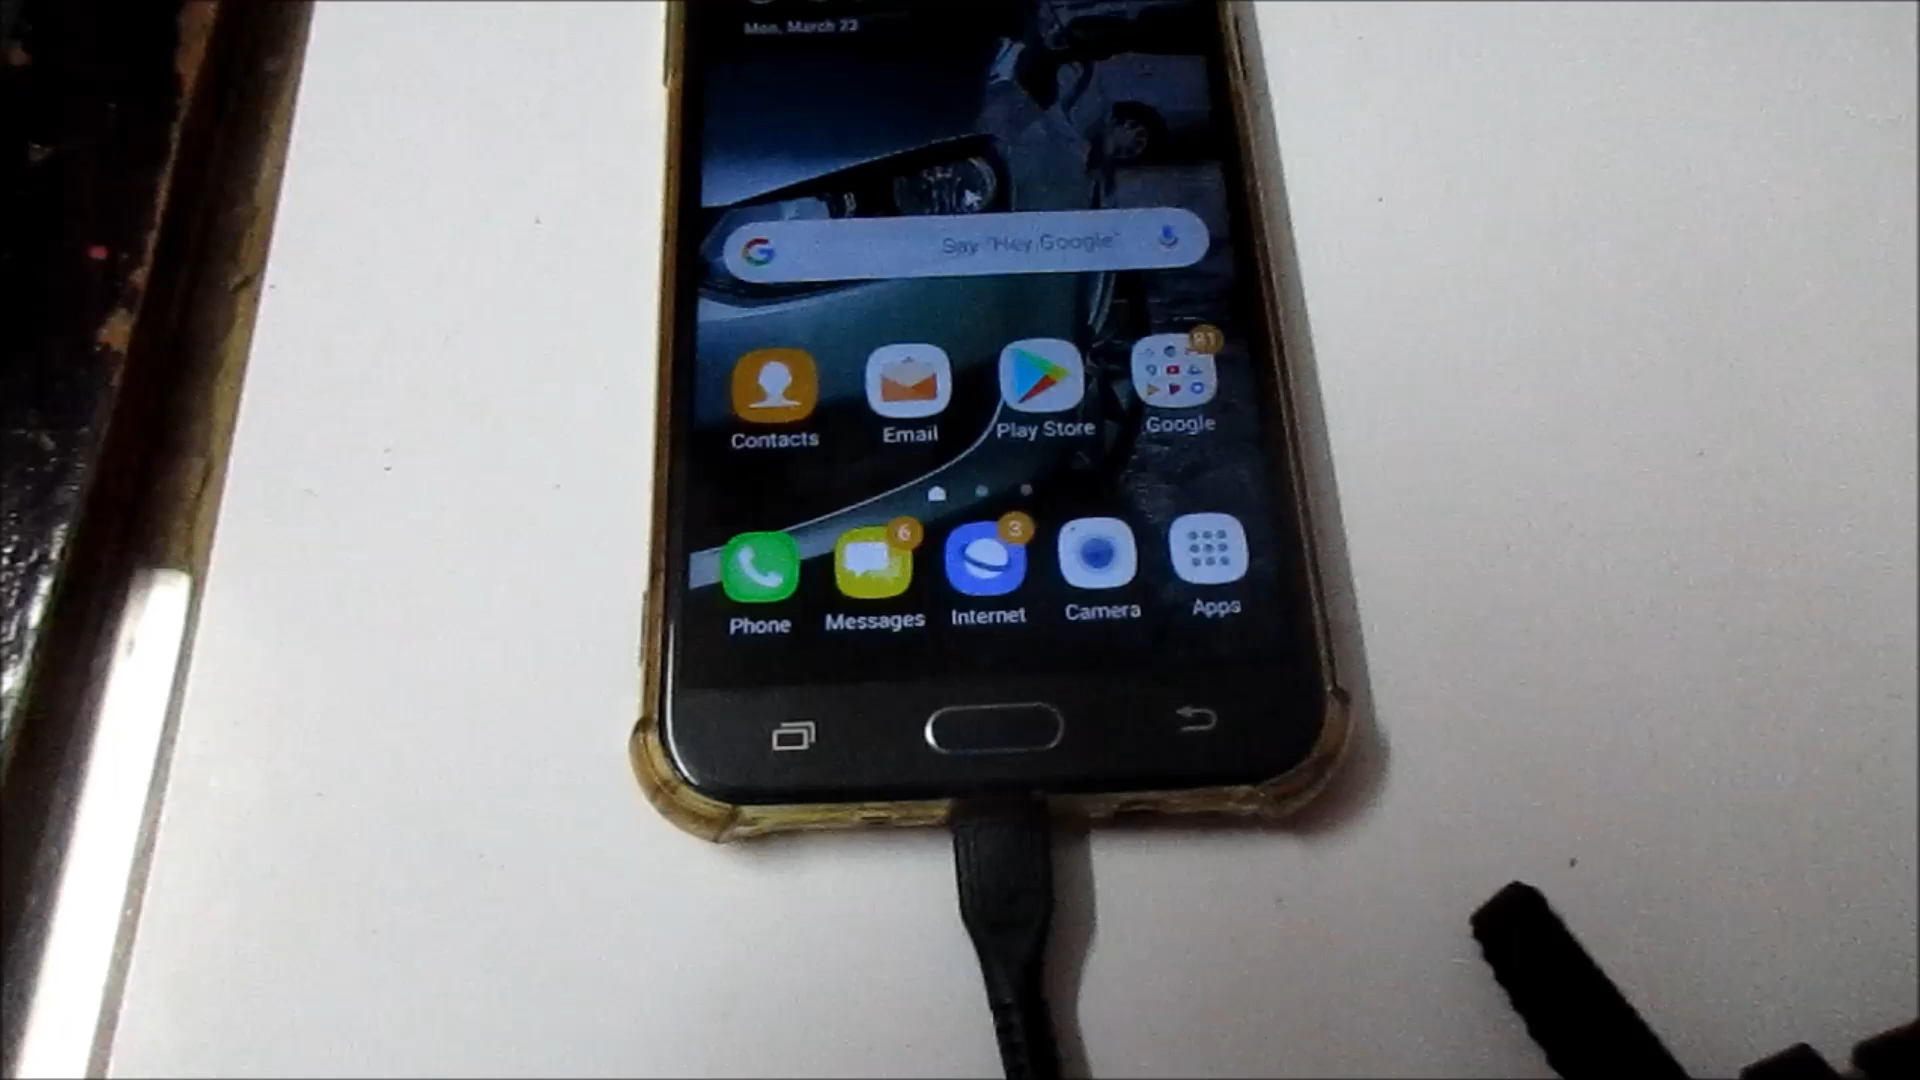 Mon, March 23
G Say "Hey Google"
81
Contacts Email Play Store Google
6 3
Phone Messages Internet Camera Apps